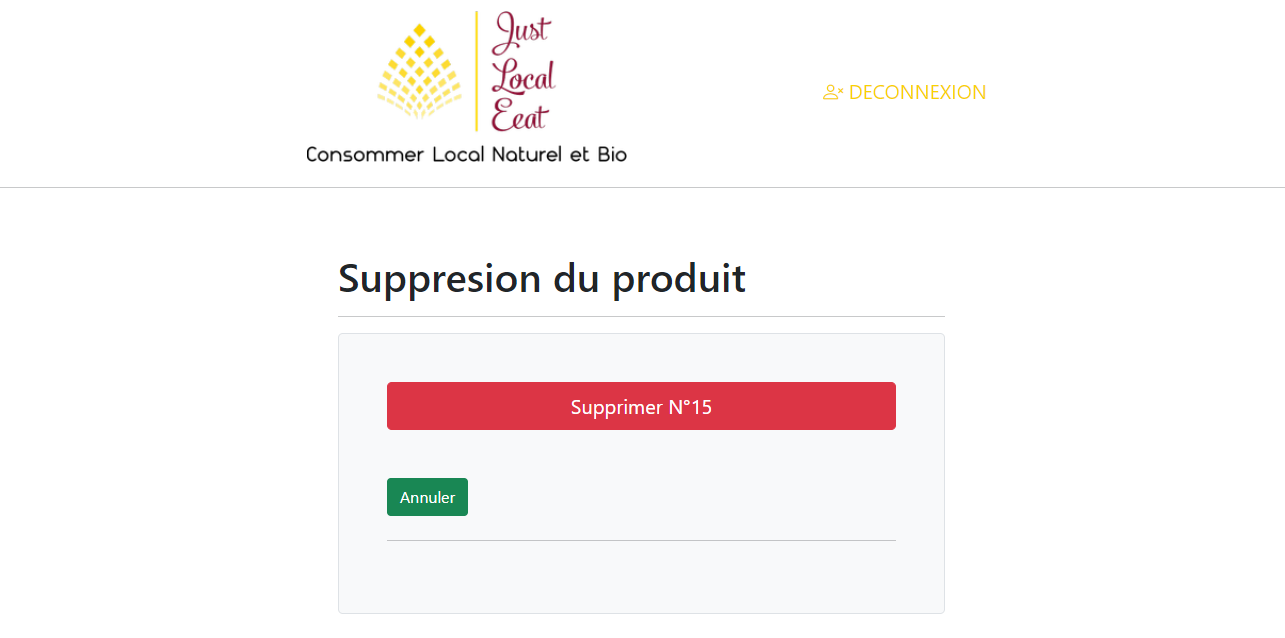 Just
Local
Eeat
Consommer Local Naturel et Bio
DECONNEXION
Suppresion du produit
Supprimer N°15
Annuler